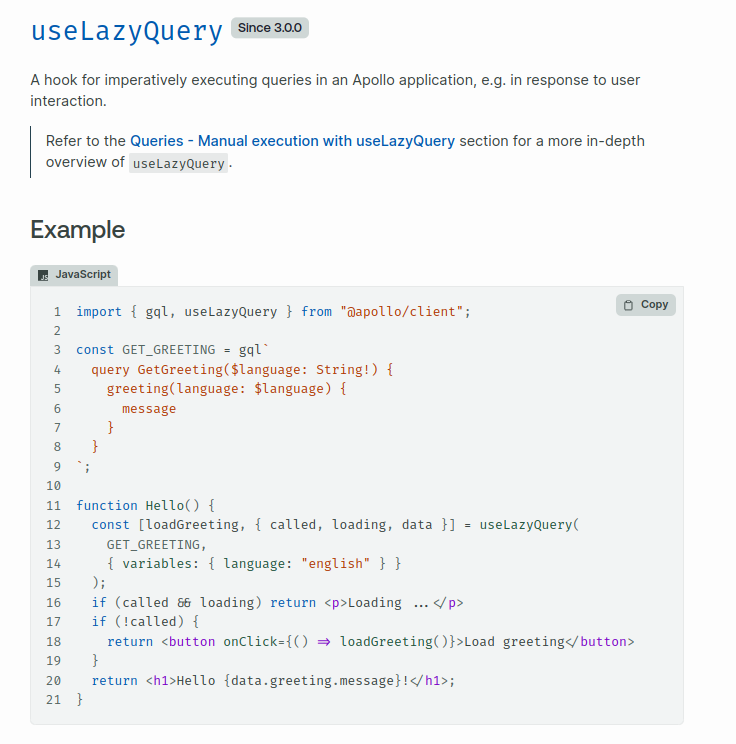 useLazyQuery Since 3.0.0
A hook for imperatively executing queries in an Apollo application, e.g. in response to user
interaction.
Refer to the Queries - Manual execution with useLazyQuery section for a more in-depth
overview of useLazyQuery.
Example
JS JavaScript
Copy
1 import { gql, useLazyQuery } from "@apollo/client";
2
3 const GET_GREETING = gql`
4   query GetGreeting($language: String!) {
5     greeting(language: $language) {
6       message
7     }
8   }
9 `;
10
11 function Hello() {
12   const [loadGreeting, { called, loading, data }] = useLazyQuery(
13     GET_GREETING,
14     { variables: { language: "english" } }
15   );
16   if (called && loading) return <p>Loading ...</p>
17   if (!called) {
18     return <button onClick={() => loadGreeting()}>Load greeting</button>
19   }
20   return <h1>Hello {data.greeting.message}!</h1>;
21 }